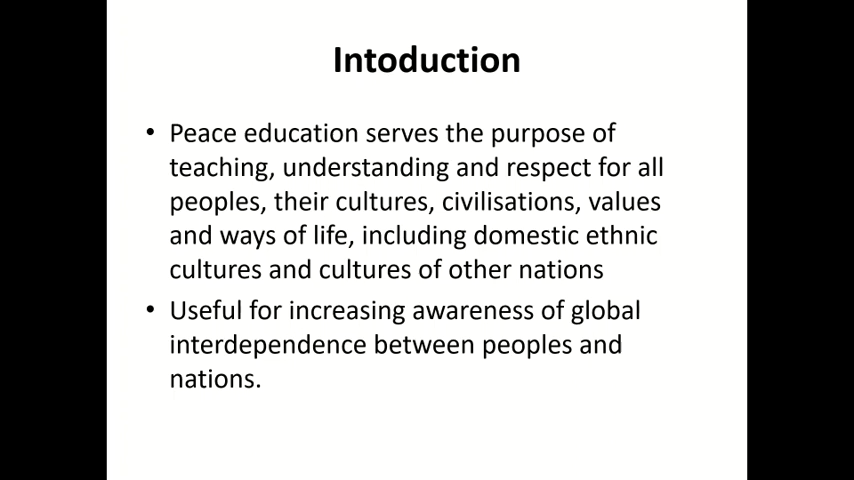 Intoduction
• Peace education serves the purpose of
teaching, understanding and respect for all
peoples, their cultures, civilisations, values
and ways of life, including domestic ethnic
cultures and cultures of other nations
• Useful for increasing awareness of global
interdependence between peoples and
nations.